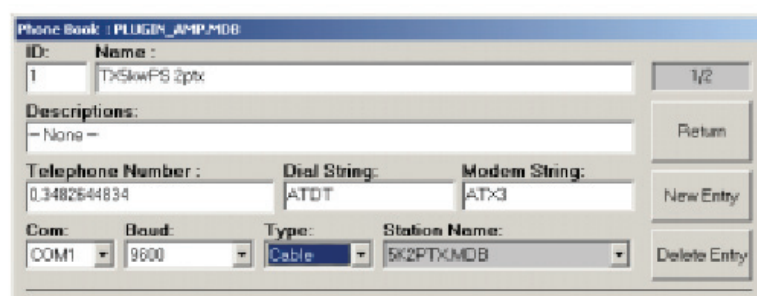 Phone Book : PLUGIN_AMP.MDB
ID: Name :
1 TX5kwPS 2ptx 1/2
Descriptions:
-- None --
Return
Telephone Number : Dial String: Modem String:
0,3482644834 ATDT ATX3
New Entry
Com: Baud: Type: Station Name:
COM1 9600 Cable 5K2PTX.MDB
Delete Entry